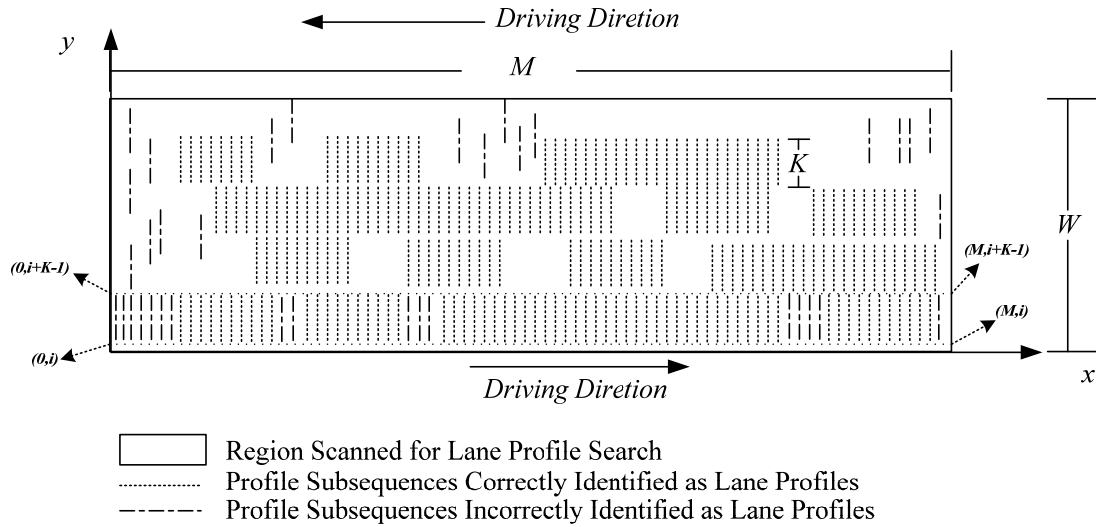 Driving Diretion
y
M
K
W
(0,i+K-1)
(M,i+K-1)
(M,i)
(0,i)
x
Driving Diretion
Region Scanned for Lane Profile Search
Profile Subsequences Correctly Identified as Lane Profiles
Profile Subsequences Incorrectly Identified as Lane Profiles